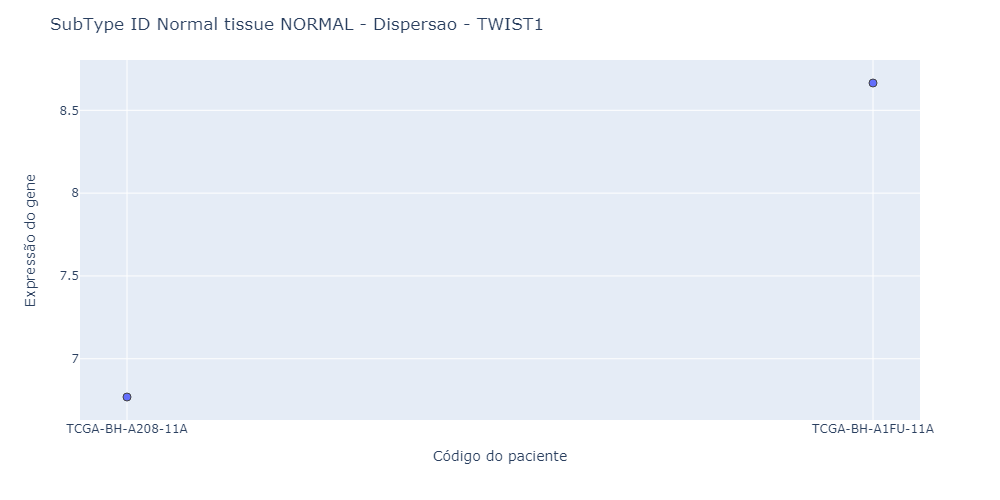 SubType ID Normal tissue NORMAL - Dispersao - TWIST1
8.5
8
7.5
7
Expressão do gene
TCGA-BH-A208-11A
TCGA-BH-A1FU-11A
Código do paciente